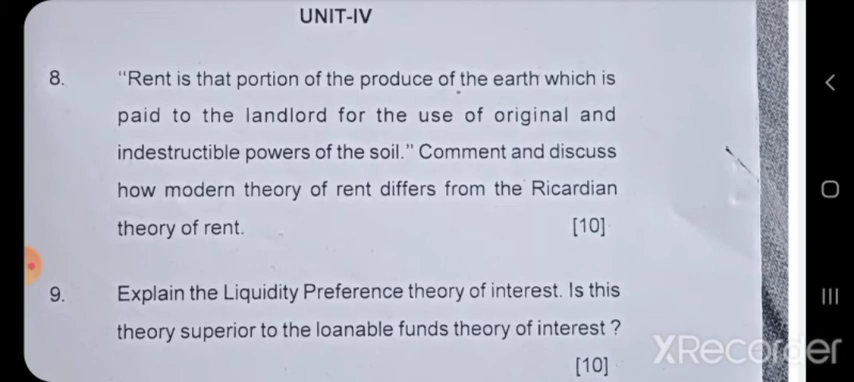 UNIT-IV
8. "Rent is that portion of the produce of the earth which is
paid to the landlord for the use of original and
indestructible powers of the soil." Comment and discuss
how modern theory of rent differs from the Ricardian
theory of rent. [10]
9. Explain the Liquidity Preference theory of interest. Is this
theory superior to the loanable funds theory of interest ?
[10]
XRecorder